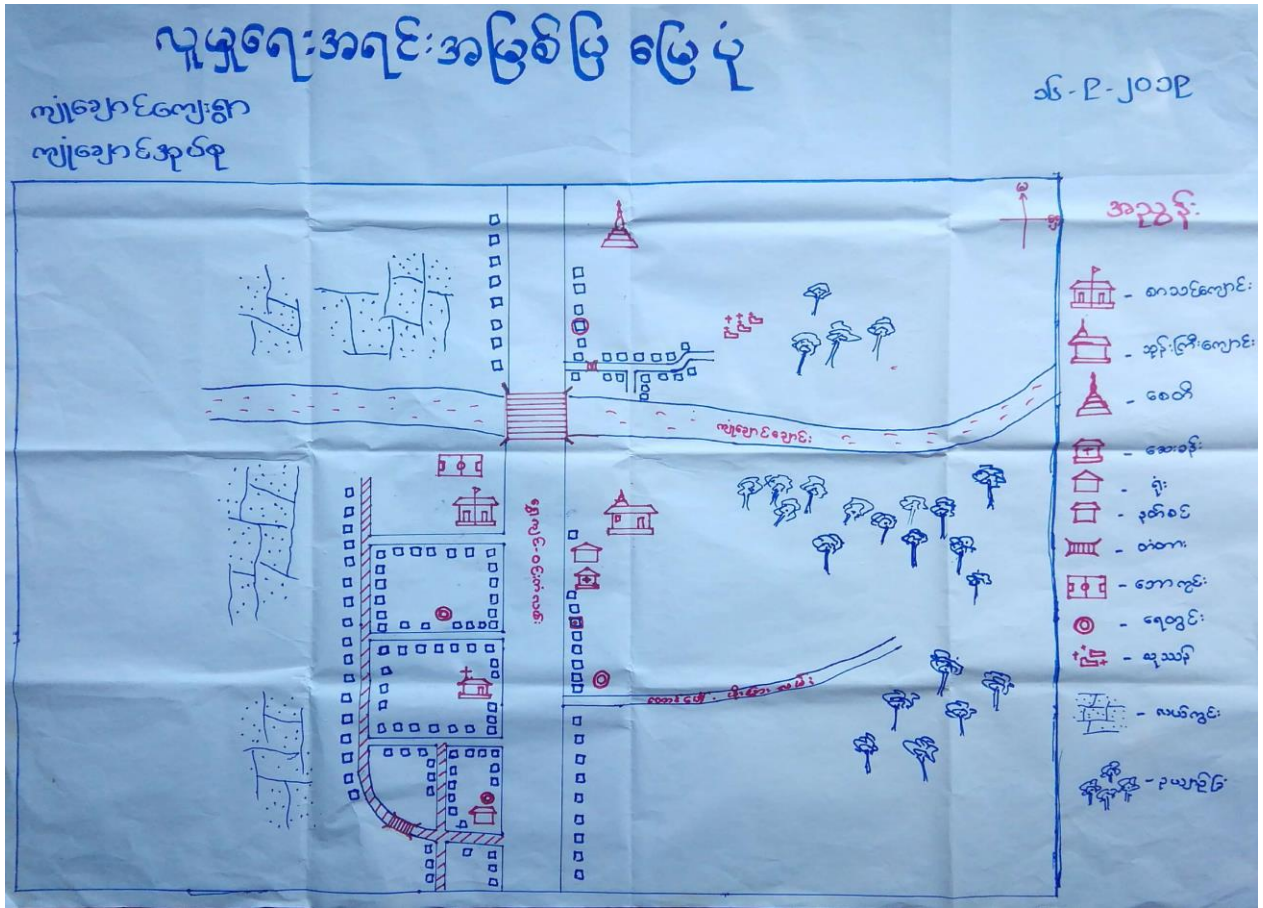 လူမှုရေးအရင်းအမြစ်ပြ မြေပုံ
၁၆-၉-၂၀၁၉
ကျုံချောင်ကျေးရွာ
ကျုံချောင်အုပ်စု
အညွှန်း
- စာသင်ကျောင်း
- ဘုန်းကြီးကျောင်း
- စေတီ
- ဆေးခန်း
- ရုံး
- နတ်စင်
- တံတား
- ဘောကွင်း
- ရေတွင်း
- သုဿန်
- လယ်ကွင်း
- ဥယျာဉ်ခြံ
ကျုံချောင်ချောင်း
လမ်း